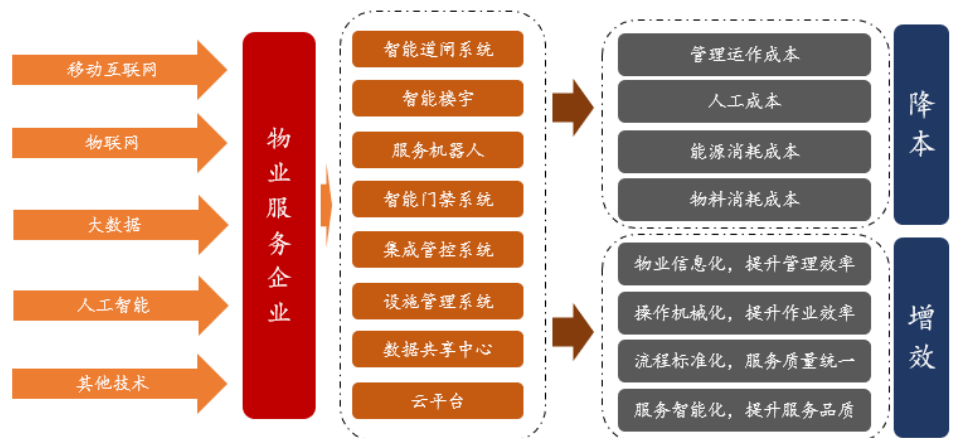 移动互联网
物联网
大数据
人工智能
其他技术
物业服务企业
智能道闸系统
智能楼宇
服务机器人
智能门禁系统
集成管控系统
设施管理系统
数据共享中心
云平台
管理运作成本
人工成本
能源消耗成本
物料消耗成本
降本
物业信息化，提升管理效率
操作机械化，提升作业效率
流程标准化，服务质量统一
服务智能化，提升服务品质
增效